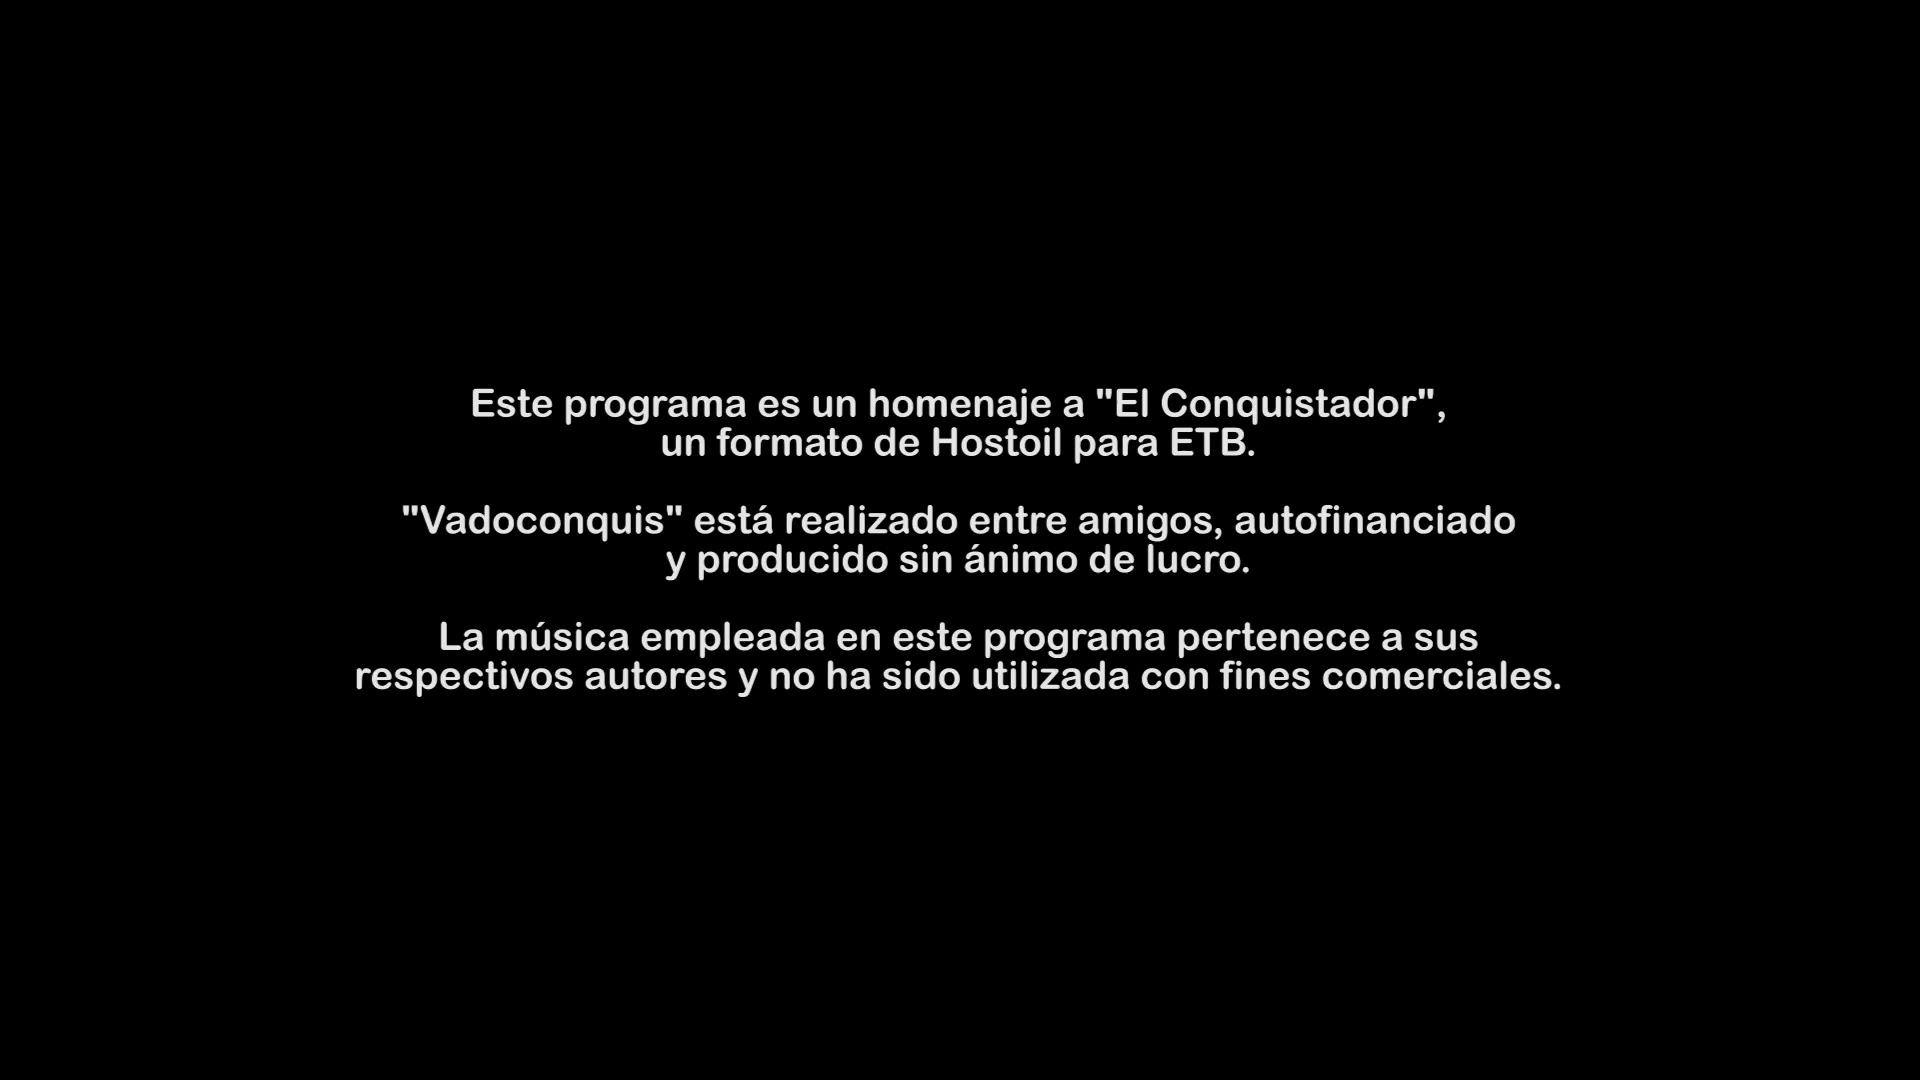 Este programa es un homenaje a "El Conquistador",
un formato de Hostoil para ETB.
"Vadoconquis" está realizado entre amigos, autofinanciado
y producido sin ánimo de lucro.
La música empleada en este programa pertenece a sus
respectivos autores y no ha sido utilizada con fines comerciales.